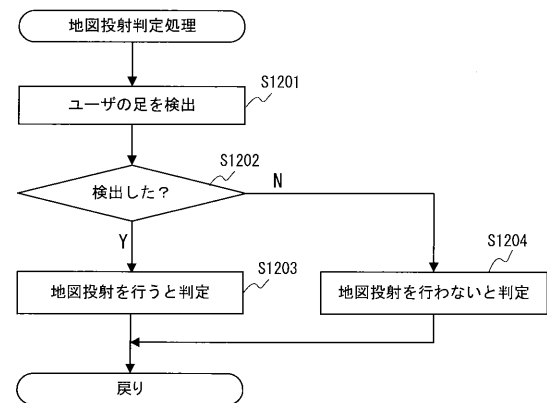 地図投射判定処理
S1201
ユーザの足を検出
S1202
検出した？
N
Y
S1203
S1204
地図投射を行うと判定
地図投射を行わないと判定
戻り